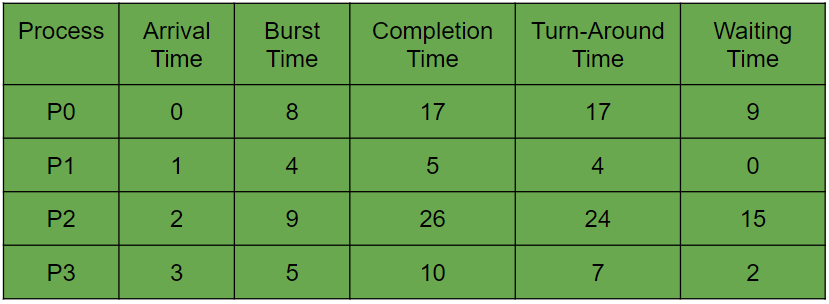 Process Arrival Time Burst Time Completion Time Turn-Around Time Waiting Time
P0 0 8 17 17 9
P1 1 4 5 4 0
P2 2 9 26 24 15
P3 3 5 10 7 2